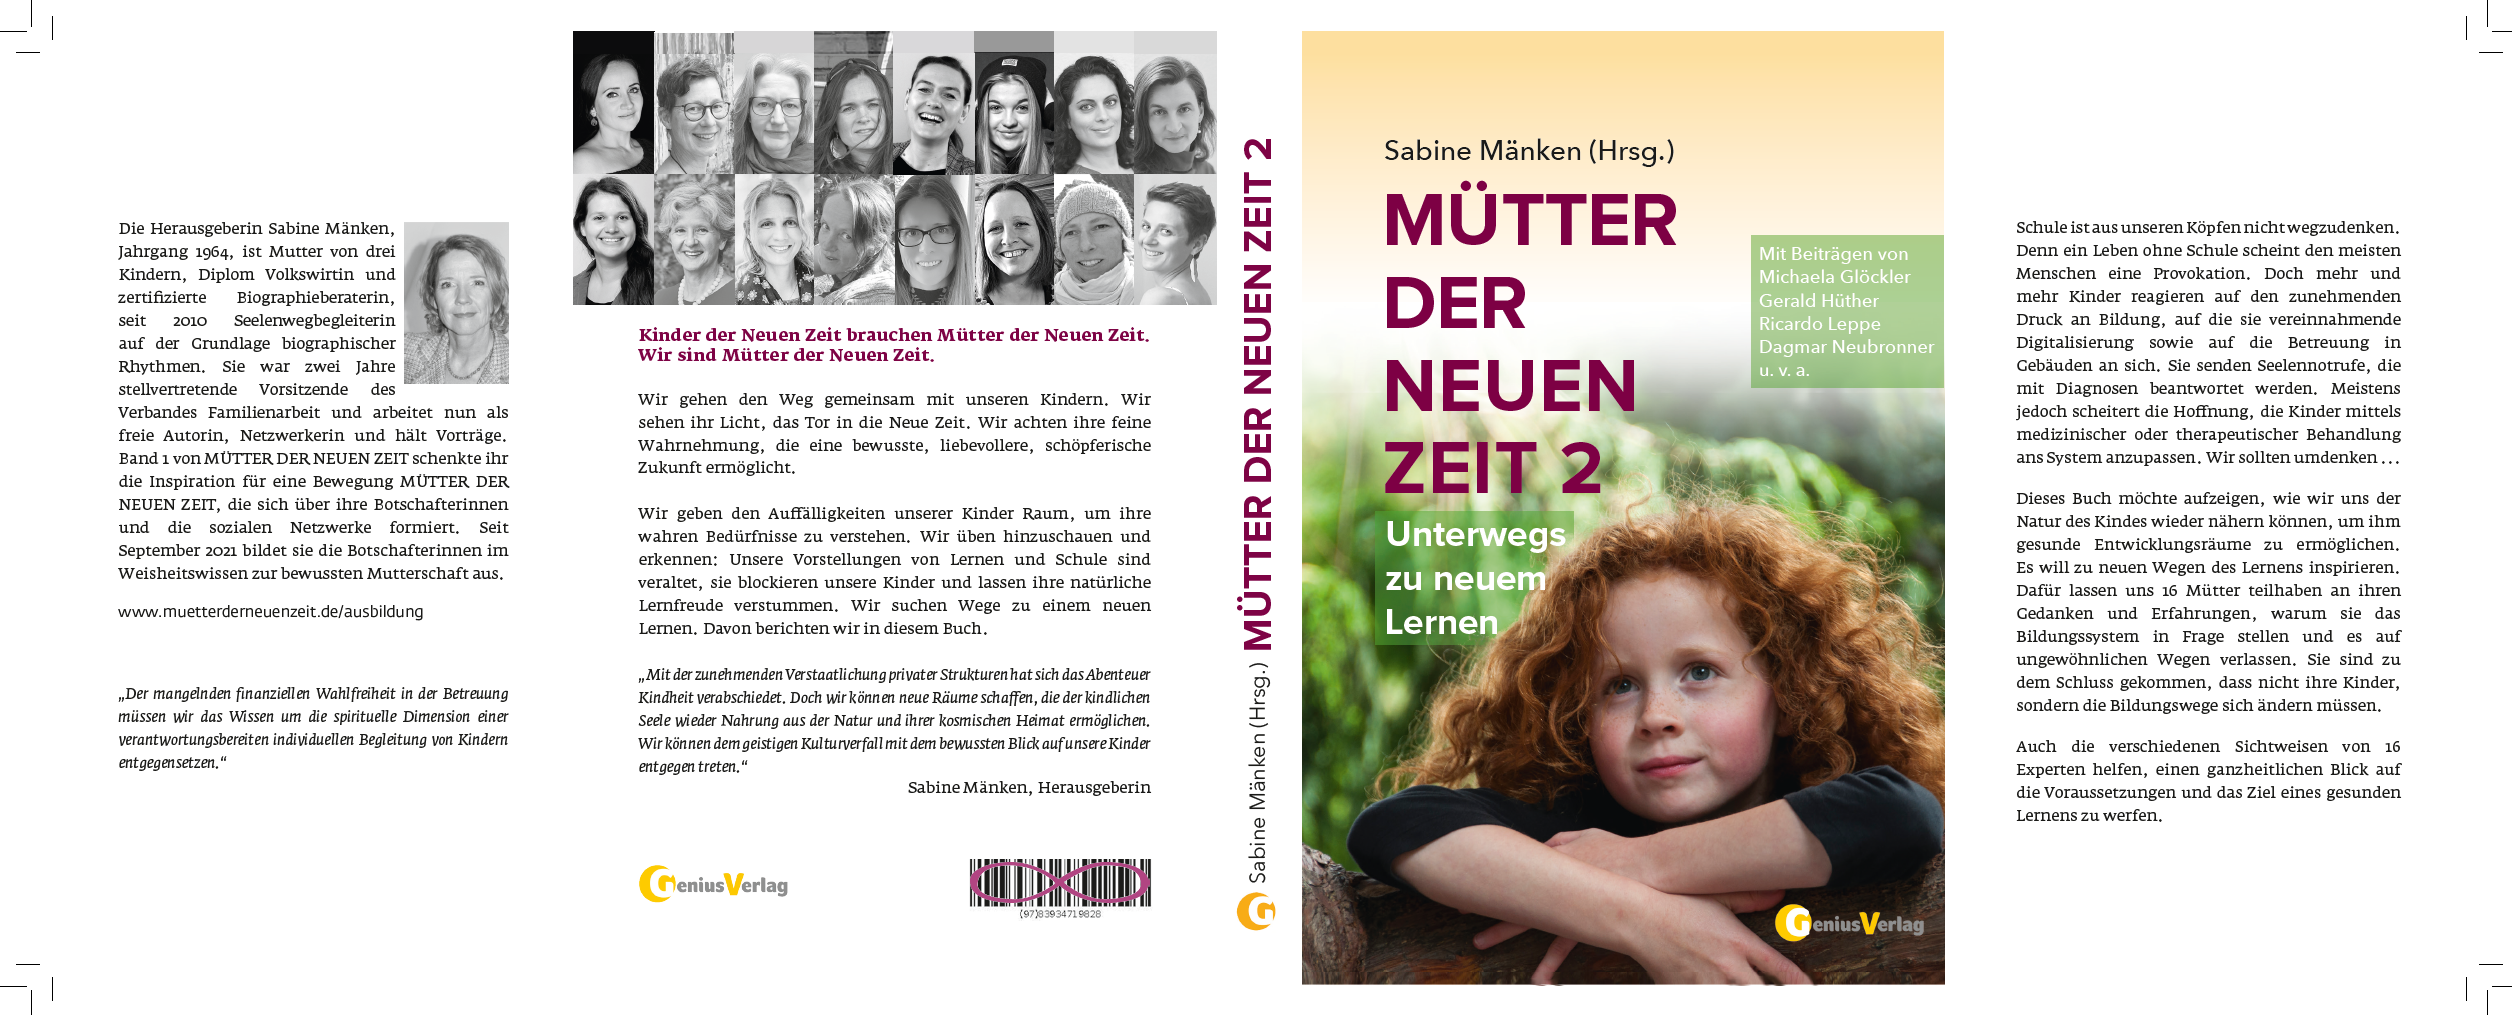 Die Herausgeberin Sabine Mänken,
Jahrgang 1964, ist Mutter von drei
Kindern, Diplom Volkswirtin und
zertifizierte Biographieberaterin,
seit 2010 Seelenwegbegleiterin
auf der Grundlage biographischer
Rhythmen. Sie war zwei Jahre
stellvertretende Vorsitzende des
Verbandes Familienarbeit und arbeitet nun als
freie Autorin, Netzwerkerin und hält Vorträge.
Band 1 von MÜTTER DER NEUEN ZEIT schenkte ihr
die Inspiration für eine Bewegung MÜTTER DER
NEUEN ZEIT, die sich über ihre Botschafterinnen
und die sozialen Netzwerke formiert. Seit
September 2021 bildet sie die Botschafterinnen im
Weisheitswissen zur bewussten Mutterschaft aus.
www.muetterderneuenzeit.de/ausbildung
„Der mangelnden finanziellen Wahlfreiheit in der Betreuung
müssen wir das Wissen um die spirituelle Dimension einer
verantwortungsbereiten individuellen Begleitung von Kindern
entgegensetzen.“
Kinder der Neuen Zeit brauchen Mütter der Neuen Zeit.
Wir sind Mütter der Neuen Zeit.
Wir gehen den Weg gemeinsam mit unseren Kindern. Wir
sehen ihr Licht, das Tor in die Neue Zeit. Wir achten ihre feine
Wahrnehmung, die eine bewusste, liebevollere, schöpferische
Zukunft ermöglicht.
Wir geben den Auffälligkeiten unserer Kinder Raum, um ihre
wahren Bedürfnisse zu verstehen. Wir üben hinzuschauen und
erkennen: Unsere Vorstellungen von Lernen und Schule sind
veraltet, sie blockieren unsere Kinder und lassen ihre natürliche
Lernfreude verstummen. Wir suchen Wege zu einem neuen
Lernen. Davon berichten wir in diesem Buch.
„Mit der zunehmenden Verstaatlichung privater Strukturen hat sich das Abenteuer
Kindheit verabschiedet. Doch wir können neue Räume schaffen, die der kindlichen
Seele wieder Nahrung aus der Natur und ihrer kosmischen Heimat ermöglichen.
Wir können dem geistigen Kulturverfall mit dem bewussten Blick auf unsere Kinder
entgegen treten.“
Sabine Mänken, Herausgeberin
GeniusVerlag
(97)83934719828
Sabine Mänken (Hrsg.) MÜTTER DER NEUEN ZEIT 2
G
Sabine Mänken (Hrsg.)
MÜTTER
DER
NEUEN
ZEIT 2
Unterwegs
zu neuem
Lernen
Mit Beiträgen von
Michaela Glöckler
Gerald Hüther
Ricardo Leppe
Dagmar Neubronner
u. v. a.
GeniusVerlag
Schule ist aus unseren Köpfen nicht wegzudenken.
Denn ein Leben ohne Schule scheint den meisten
Menschen eine Provokation. Doch mehr und
mehr Kinder reagieren auf den zunehmenden
Druck an Bildung, auf die sie vereinnahmende
Digitalisierung sowie auf die Betreuung in
Gebäuden an sich. Sie senden Seelennotrufe, die
mit Diagnosen beantwortet werden. Meistens
jedoch scheitert die Hoffnung, die Kinder mittels
medizinischer oder therapeutischer Behandlung
ans System anzupassen. Wir sollten umdenken ...
Dieses Buch möchte aufzeigen, wie wir uns der
Natur des Kindes wieder nähern können, um ihm
gesunde Entwicklungsräume zu ermöglichen.
Es will zu neuen Wegen des Lernens inspirieren.
Dafür lassen uns 16 Mütter teilhaben an ihren
Gedanken und Erfahrungen, warum sie das
Bildungssystem in Frage stellen und es auf
ungewöhnlichen Wegen verlassen. Sie sind zu
dem Schluss gekommen, dass nicht ihre Kinder,
sondern die Bildungswege sich ändern müssen.
Auch die verschiedenen Sichtweisen von 16
Experten helfen, einen ganzheitlichen Blick auf
die Voraussetzungen und das Ziel eines gesunden
Lernens zu werfen.